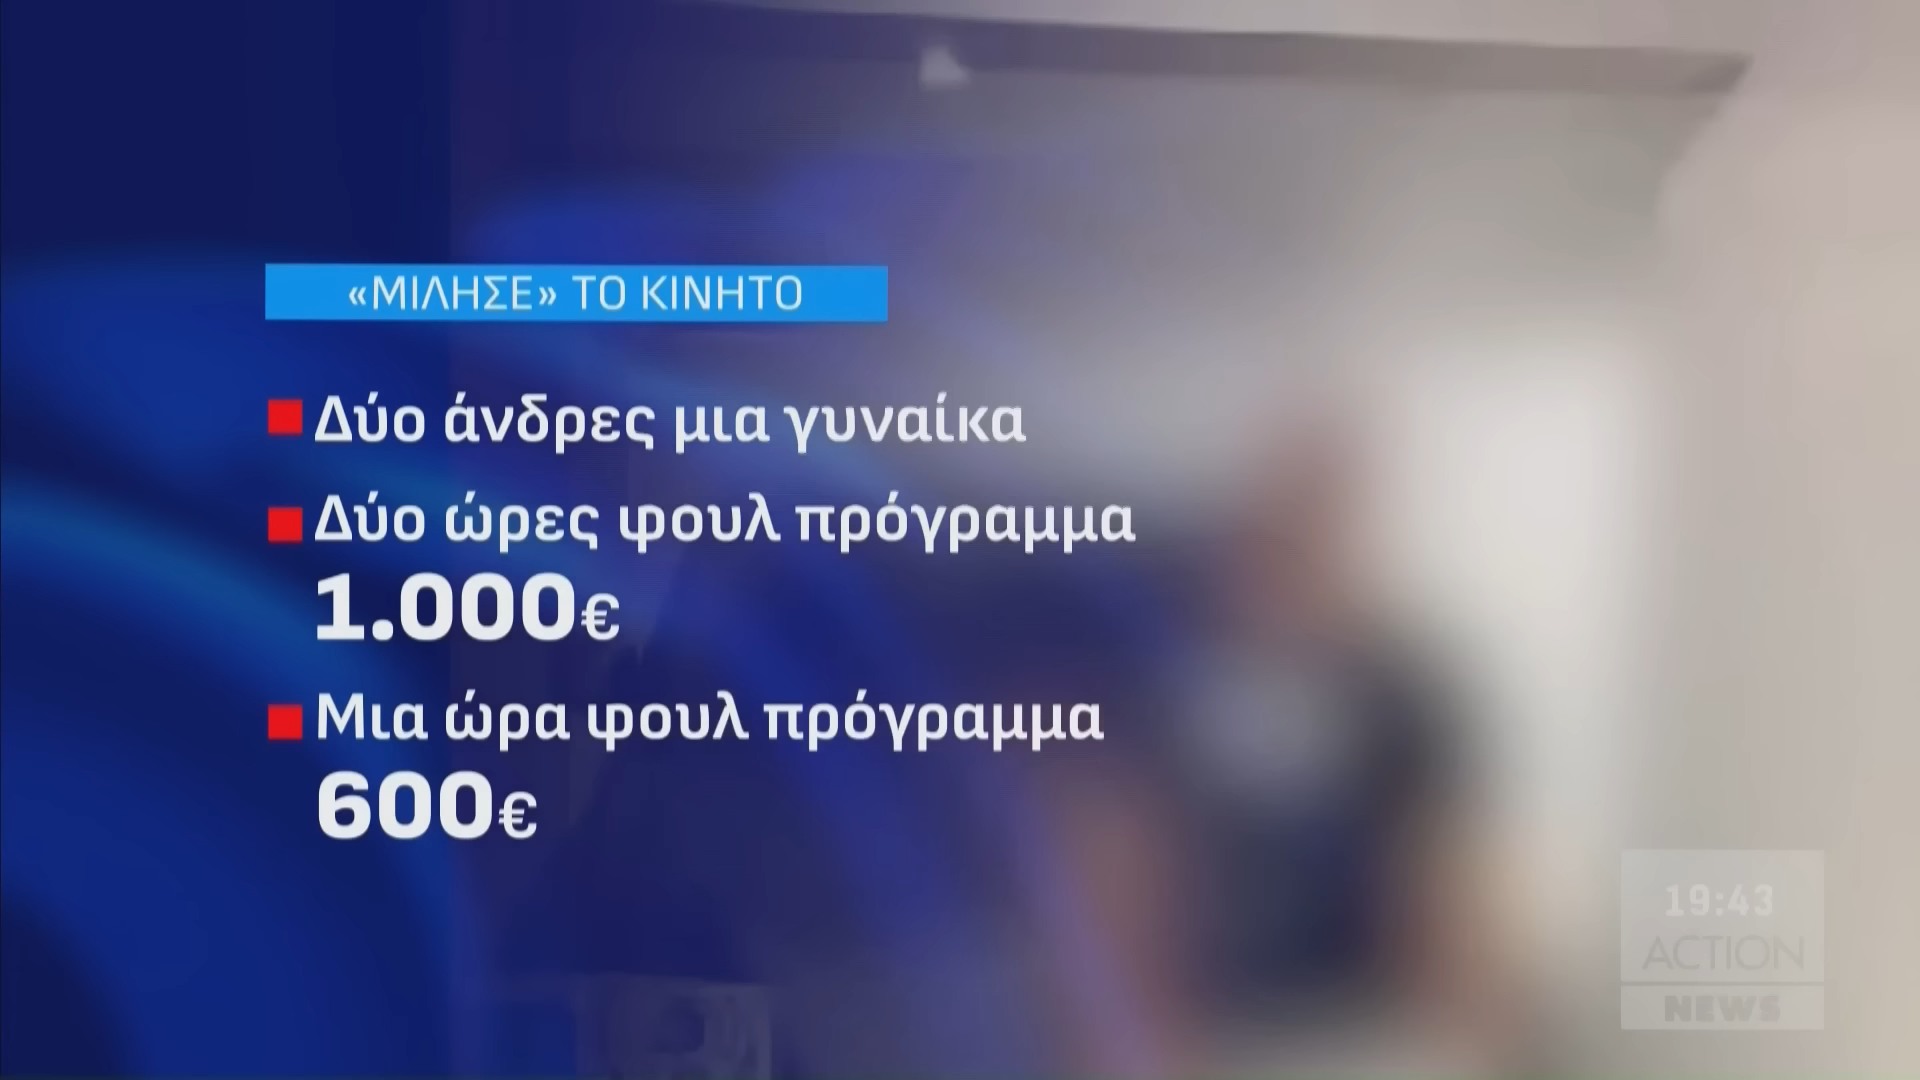 «ΜΙΛΗΣΕ» ΤΟ ΚΙΝΗΤΟ
Δύο άνδρες μια γυναίκα
Δύο ώρες φουλ πρόγραμμα
1.000€
Μια ώρα φουλ πρόγραμμα
600€
19:43
ACTION
NEWS